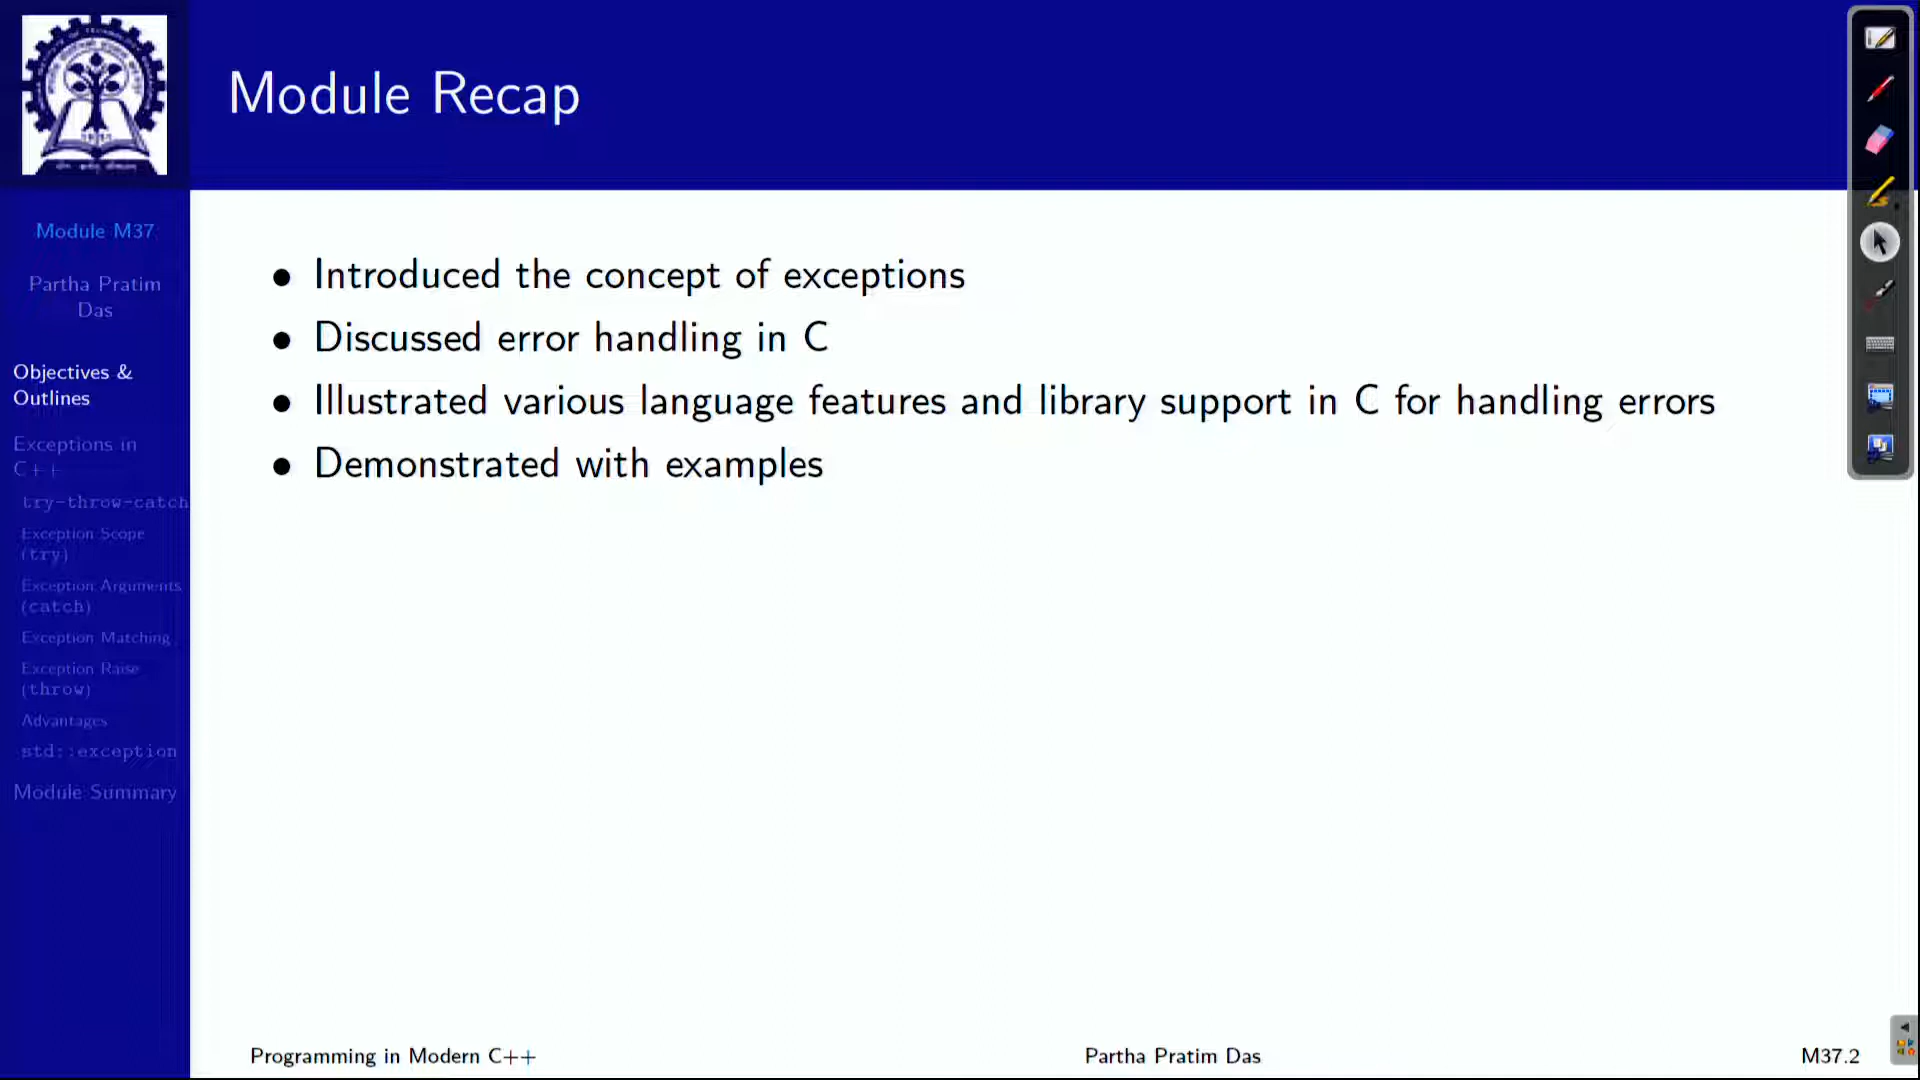 Module Recap
Module M37
Partha Pratim
Das
Objectives &
Outlines
Exceptions in
C++
try-throw-catch
Exception Scope
(try)
Exception Arguments
(catch)
Exception Matching
Exception Raise
(throw)
Advantages
std::exception
Module Summary
• Introduced the concept of exceptions
• Discussed error handling in C
• Illustrated various language features and library support in C for handling errors
• Demonstrated with examples
Programming in Modern C++
Partha Pratim Das
M37.2